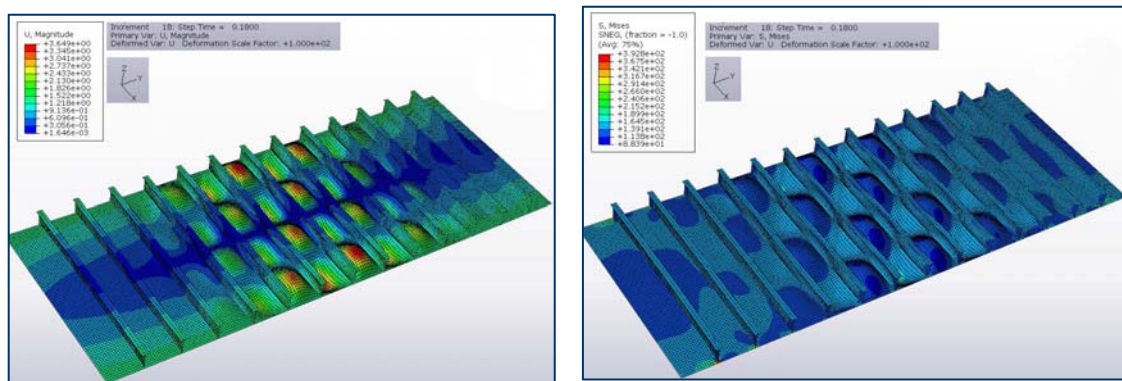 U, Magnitude
+3.649e+00
+3.345e+00
+3.041e+00
+2.737e+00
+2.433e+00
+2.130e+00
+1.826e+00
+1.522e+00
+1.218e+00
+9.136e-01
+6.096e-01
+3.056e-01
+1.646e-03
Increment 18: Step Time = 0.1800
Primary Var: U, Magnitude
Deformed Var: U Deformation Scale Factor: +1.000e+02
Z
Y
X
S, Mises
SNEG, (fraction = -1.0)
(Avg: 75%)
+3.928e+02
+3.675e+02
+3.421e+02
+3.167e+02
+2.914e+02
+2.660e+02
+2.406e+02
+2.152e+02
+1.899e+02
+1.645e+02
+1.391e+02
+1.138e+02
+8.839e+01
Increment 18: Step Time = 0.1800
Primary Var: S, Mises
Deformed Var: U Deformation Scale Factor: +1.000e+02
Z
Y
X